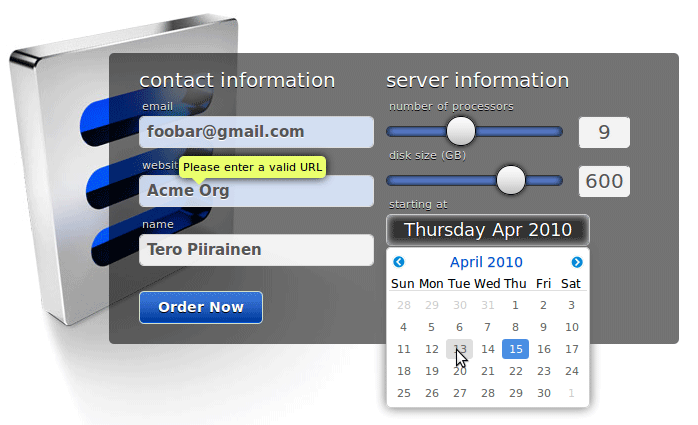 contact information
email
foobar@gmail.com
website
Please enter a valid URL
Acme Org
name
Tero Piirainen
Order Now
server information
number of processors
9
disk size (GB)
600
starting at
Thursday Apr 2010
April 2010
Sun Mon Tue Wed Thu Fri Sat
28 29 30 31 1 2 3
4 5 6 7 8 9 10
11 12 13 14 15 16 17
18 19 20 21 22 23 24
25 26 27 28 29 30 1